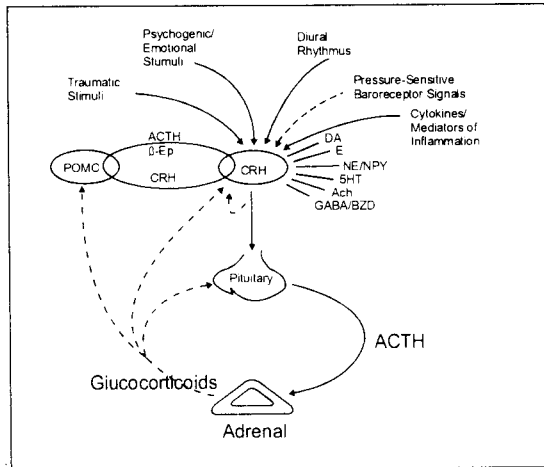 Psychogenic/
Emotional
Stumuli
Diural
Rhythmus
Traumatic
Stimuli
Pressure-Sensitive
Baroreceptor Signals
Cytokines/
Mediators of
Inflammation
ACTH
β-Ep
POMC
CRH
CRH
DA
E
NE/NPY
5HT
Ach
GABA/BZD
Pituitary
ACTH
Glucocorticoids
Adrenal